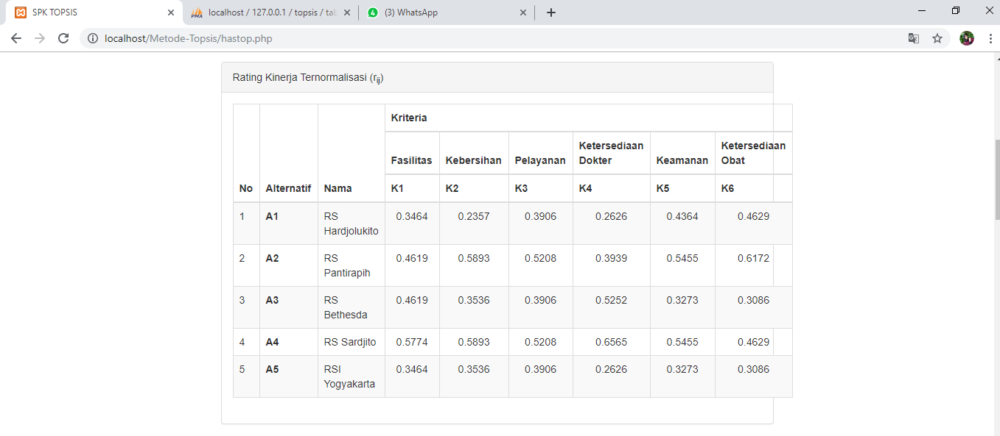 SPK TOPSIS
localhost / 127.0.0.1 / topsis / tab
(3) WhatsApp
localhost/Metode-Topsis/hastop.php
Rating Kinerja Ternormalisasi (rij)
No Alternatif Nama Kriteria
Fasilitas Kebersihan Pelayanan Ketersediaan Dokter Keamanan Ketersediaan Obat
K1 K2 K3 K4 K5 K6
1 A1 RS Hardjolukito 0.3464 0.2357 0.3906 0.2626 0.4364 0.4629
2 A2 RS Pantirapih 0.4619 0.5893 0.5208 0.3939 0.5455 0.6172
3 A3 RS Bethesda 0.4619 0.3536 0.3906 0.5252 0.3273 0.3086
4 A4 RS Sardjito 0.5774 0.5893 0.5208 0.6565 0.5455 0.4629
5 A5 RSI Yogyakarta 0.3464 0.3536 0.3906 0.2626 0.3273 0.3086